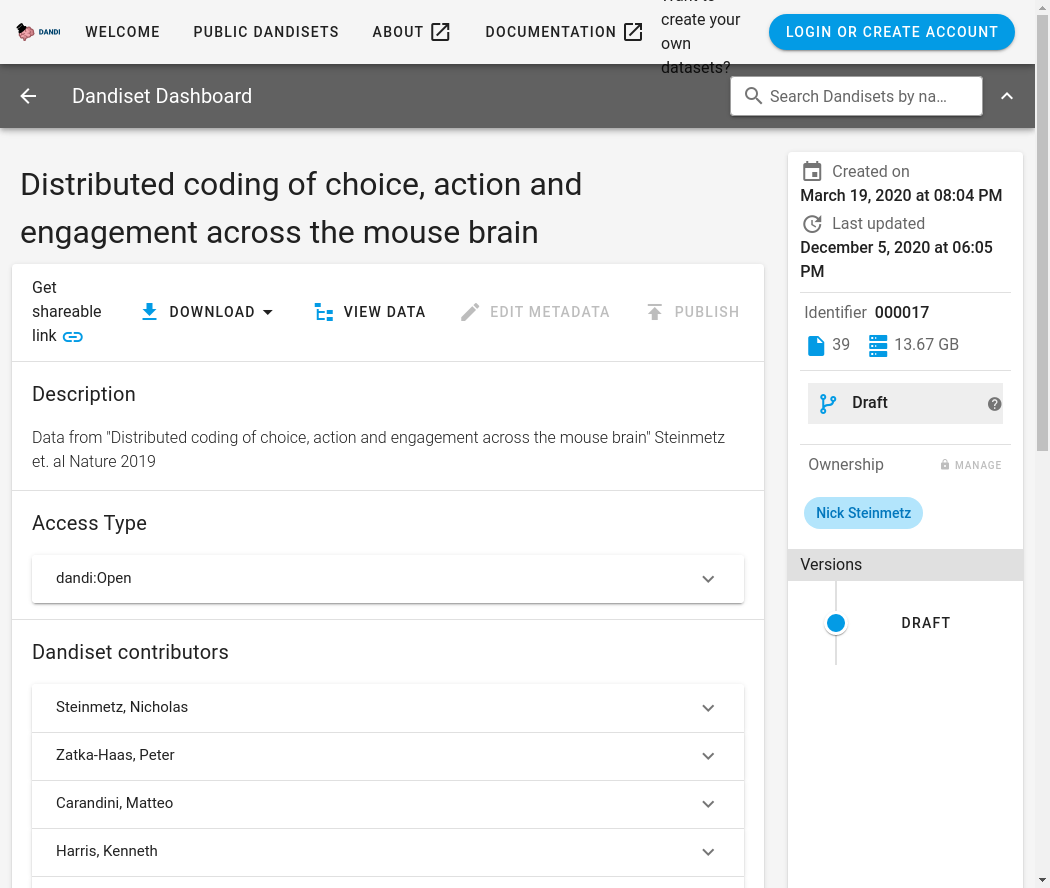 DANDI
WELCOME
PUBLIC DANDISETS
ABOUT
DOCUMENTATION
create your
own
datasets?
LOGIN OR CREATE ACCOUNT
Dandiset Dashboard
Search Dandisets by na…
Distributed coding of choice, action and
engagement across the mouse brain
Get
shareable
link
DOWNLOAD
VIEW DATA
EDIT METADATA
PUBLISH
Description
Data from "Distributed coding of choice, action and engagement across the mouse brain" Steinmetz
et. al Nature 2019
Access Type
dandi:Open
Dandiset contributors
Steinmetz, Nicholas
Zatka-Haas, Peter
Carandini, Matteo
Harris, Kenneth
Created on
March 19, 2020 at 08:04 PM
Last updated
December 5, 2020 at 06:05
PM
Identifier 000017
39 13.67 GB
Draft
Ownership
MANAGE
Nick Steinmetz
Versions
DRAFT